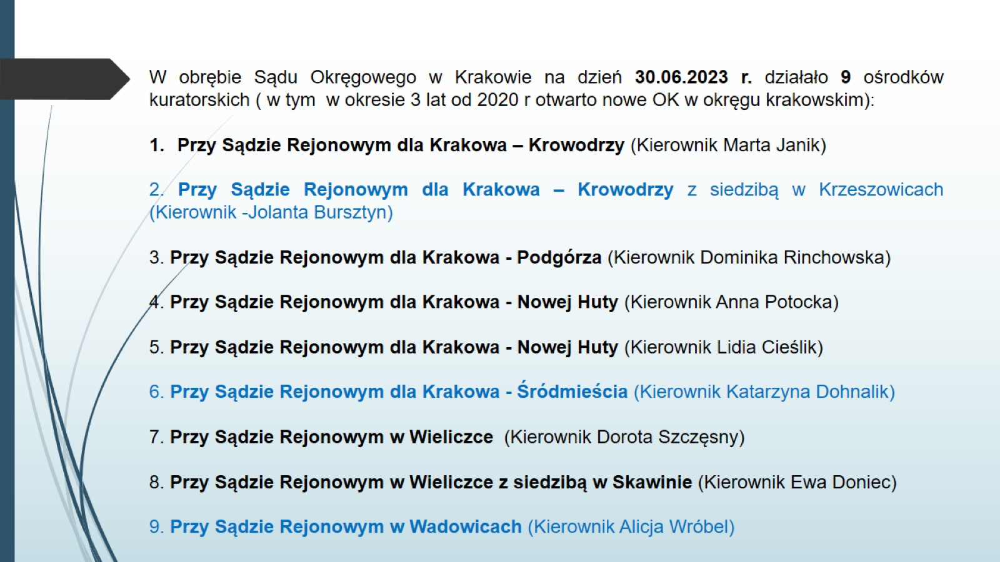 W obrębie Sądu Okręgowego w Krakowie na dzień 30.06.2023 r. działało 9 ośrodków
kuratorskich ( w tym  w okresie 3 lat od 2020 r otwarto nowe OK w okręgu krakowskim):
1. Przy Sądzie Rejonowym dla Krakowa – Krowodrzy (Kierownik Marta Janik)
2. Przy Sądzie Rejonowym dla Krakowa – Krowodrzy z siedzibą w Krzeszowicach
(Kierownik -Jolanta Bursztyn)
3. Przy Sądzie Rejonowym dla Krakowa - Podgórza (Kierownik Dominika Rinchowska)
4. Przy Sądzie Rejonowym dla Krakowa - Nowej Huty (Kierownik Anna Potocka)
5. Przy Sądzie Rejonowym dla Krakowa - Nowej Huty (Kierownik Lidia Cieślik)
6. Przy Sądzie Rejonowym dla Krakowa - Śródmieścia (Kierownik Katarzyna Dohnalik)
7. Przy Sądzie Rejonowym w Wieliczce  (Kierownik Dorota Szczęsny)
8. Przy Sądzie Rejonowym w Wieliczce z siedzibą w Skawinie (Kierownik Ewa Doniec)
9. Przy Sądzie Rejonowym w Wadowicach (Kierownik Alicja Wróbel)